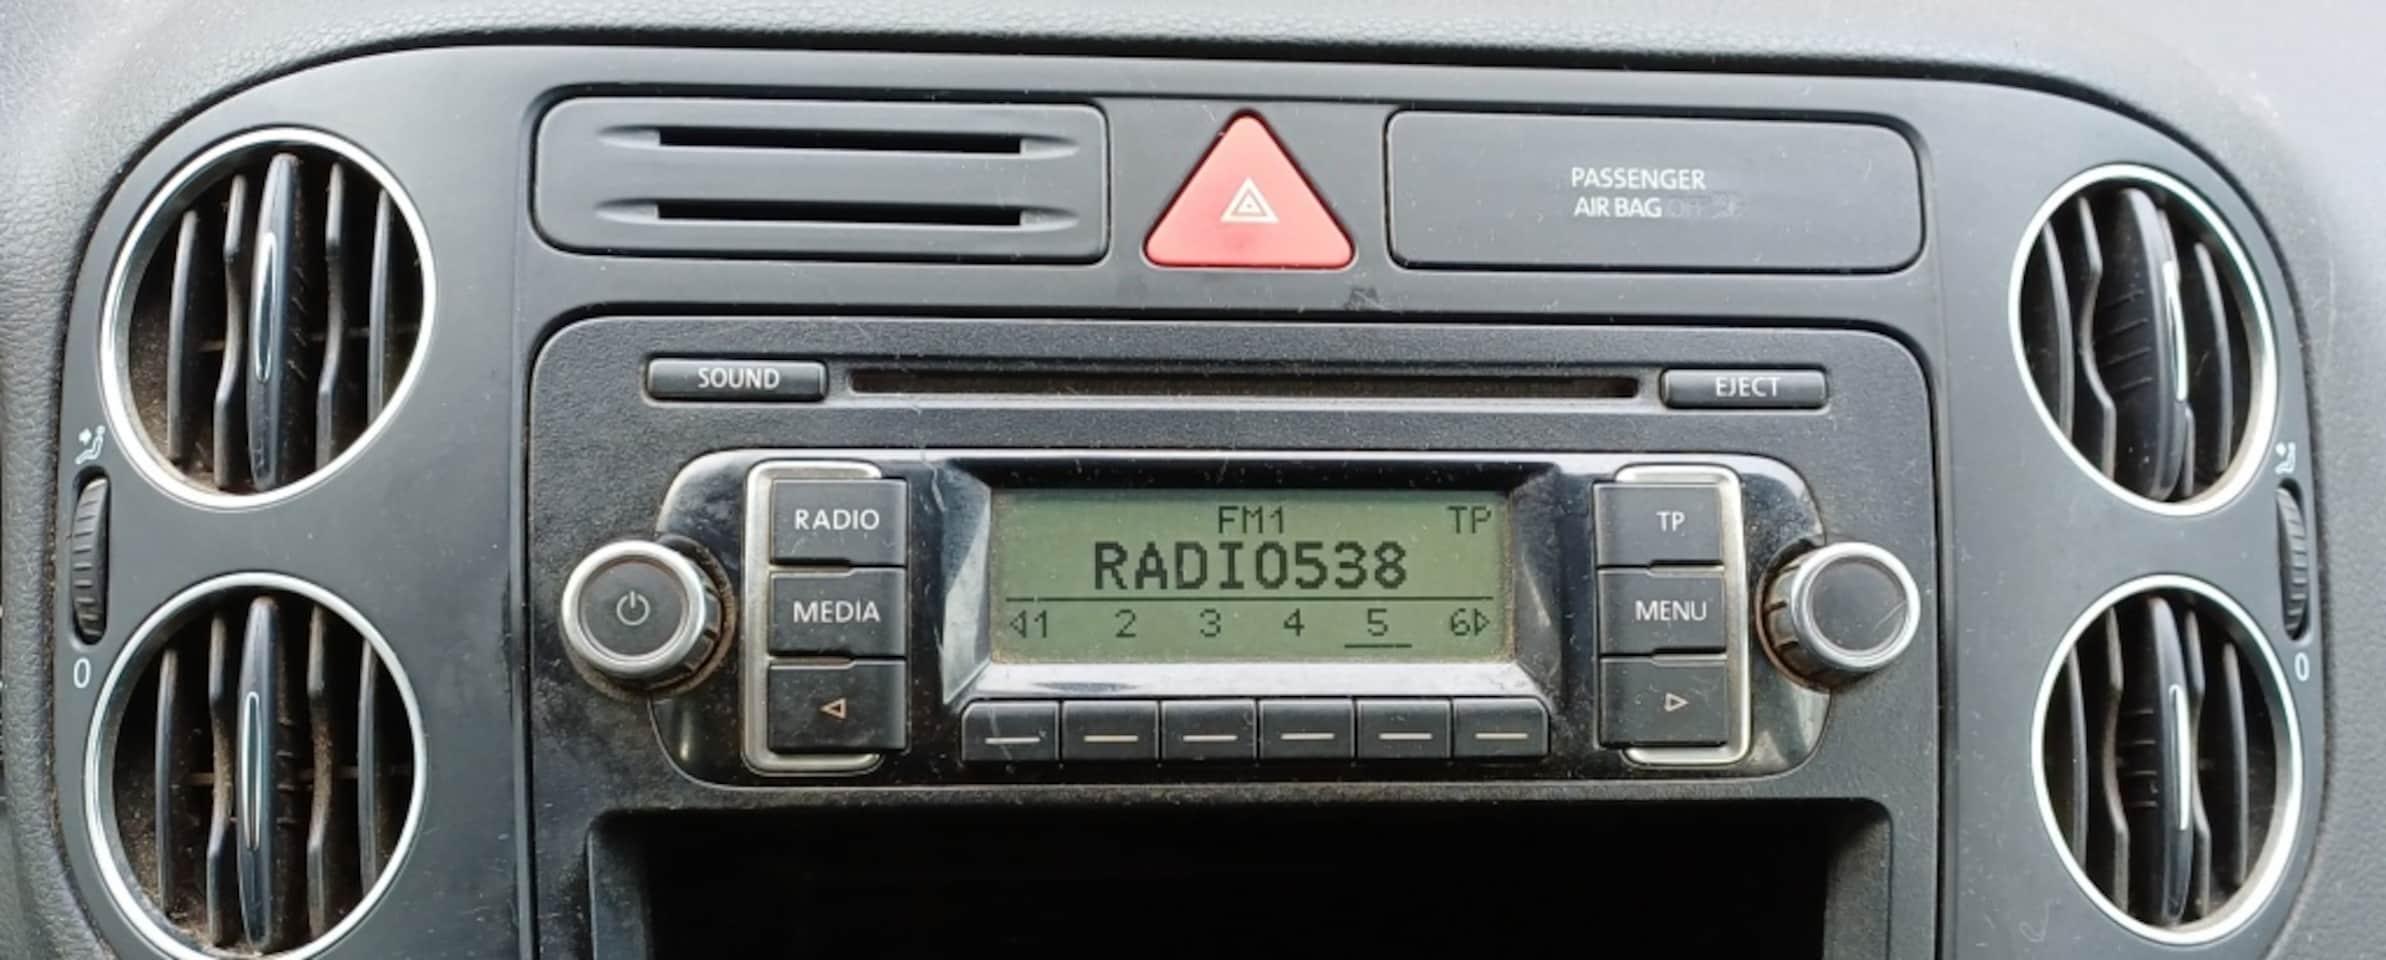 PASSENGER
AIR BAG OFF
SOUND
EJECT
RADIO
FM1 TP
TP
RADIO538
MEDIA
1 2 3 4 5 6
MENU
0
0